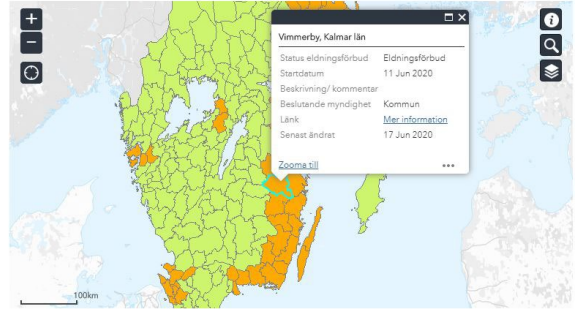 +
−
i
Vimmerby, Kalmar län
Status eldningsförbud Eldningsförbud
Startdatum 11 Jun 2020
Beskrivning/ kommentar
Beslutande myndighet Kommun
Länk Mer information
Senast ändrat 17 Jun 2020
Zooma till •••
100km